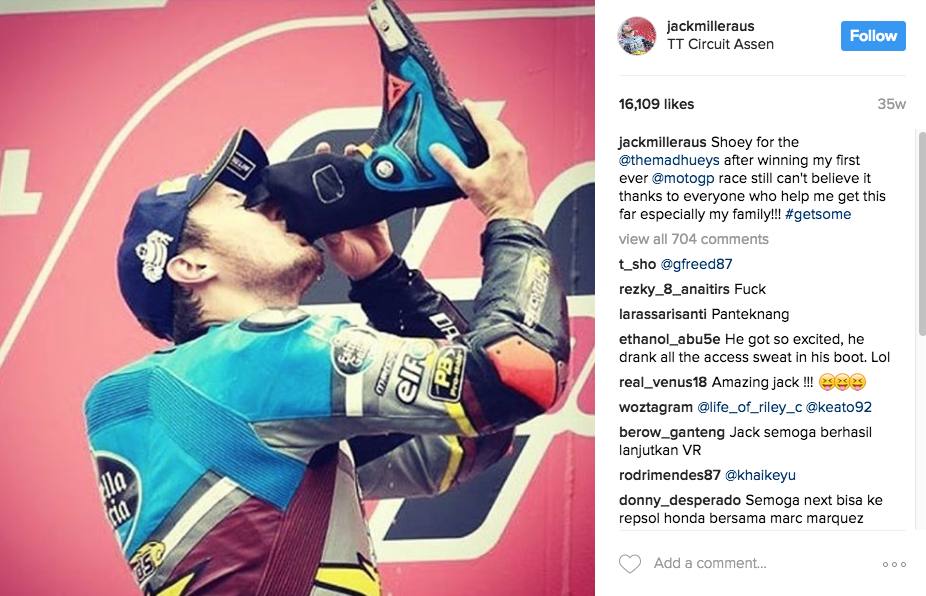 jackmilleraus
TT Circuit Assen
Follow
16,109 likes
35w
jackmilleraus Shoey for the
@themadhueys after winning my first
ever @motogp race still can't believe it
thanks to everyone who help me get this
far especially my family!!! #getsome
view all 704 comments
t_sho @gfreed87
rezky_8_anaitirs Fuck
larassarisanti Panteknang
ethanol_abu5e He got so excited, he
drank all the access sweat in his boot. Lol
real_venus18 Amazing jack !!! 😝😝😝
woztagram @life_of_riley_c @keato92
berow_ganteng Jack semoga berhasil
lanjutkan VR
rodrimendes87 @khaikeyu
donny_desperado Semoga next bisa ke
repsol honda bersama marc marquez
Add a comment...
elf